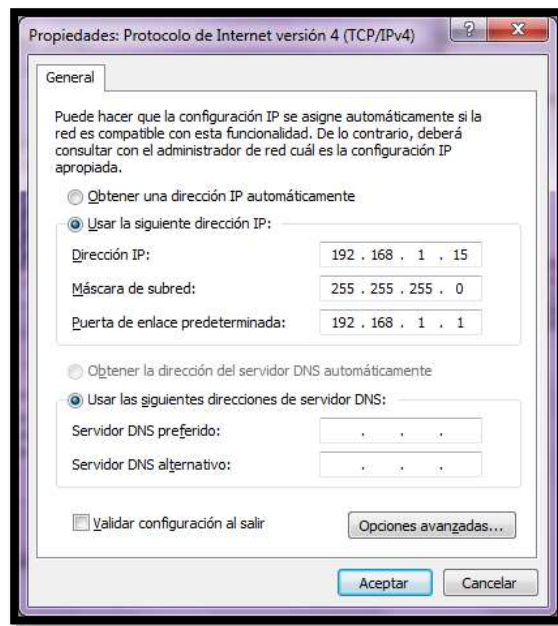 Propiedades: Protocolo de Internet versión 4 (TCP/IPv4)
General
Puede hacer que la configuración IP se asigne automáticamente si la
red es compatible con esta funcionalidad. De lo contrario, deberá
consultar con el administrador de red cuál es la configuración IP
apropiada.
Obtener una dirección IP automáticamente
Usar la siguiente dirección IP:
Dirección IP: 192 . 168 . 1 . 15
Máscara de subred: 255 . 255 . 255 . 0
Puerta de enlace predeterminada: 192 . 168 . 1 . 1
Obtener la dirección del servidor DNS automáticamente
Usar las siguientes direcciones de servidor DNS:
Servidor DNS preferido: . . .
Servidor DNS alternativo: . . .
Validar configuración al salir
Opciones avanzadas...
Aceptar Cancelar